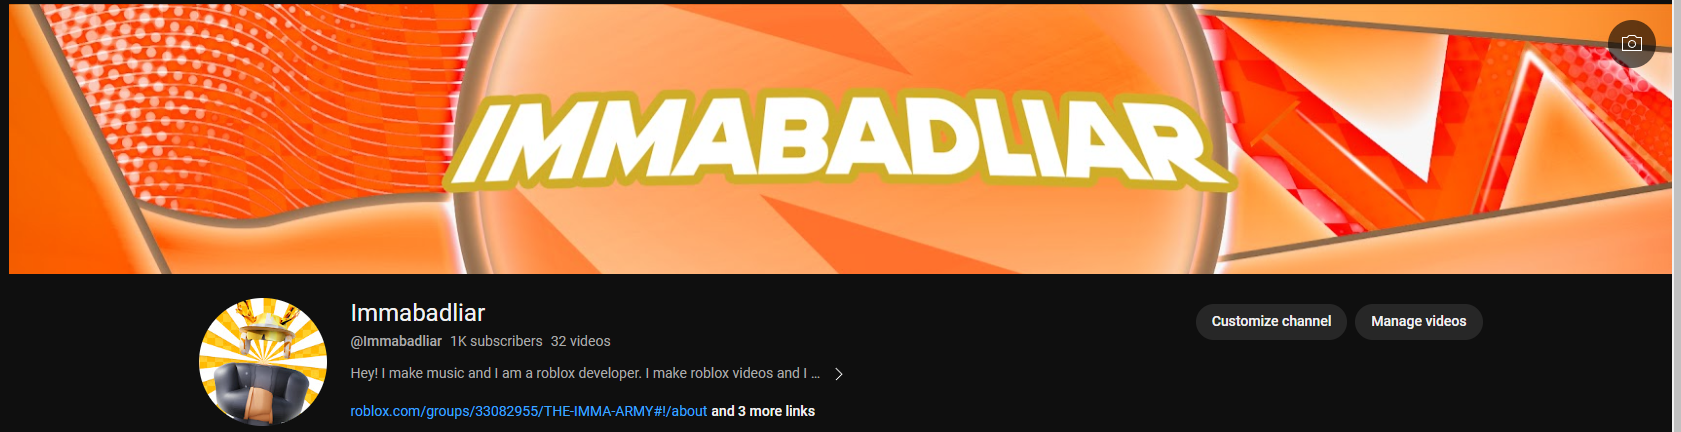 IMMABADLIAR
Immabadliar
@Immabadliar 1K subscribers 32 videos
Customize channel Manage videos
Hey! I make music and I am a roblox developer. I make roblox videos and I ...
roblox.com/groups/33082955/THE-IMMA-ARMY#!/about and 3 more links